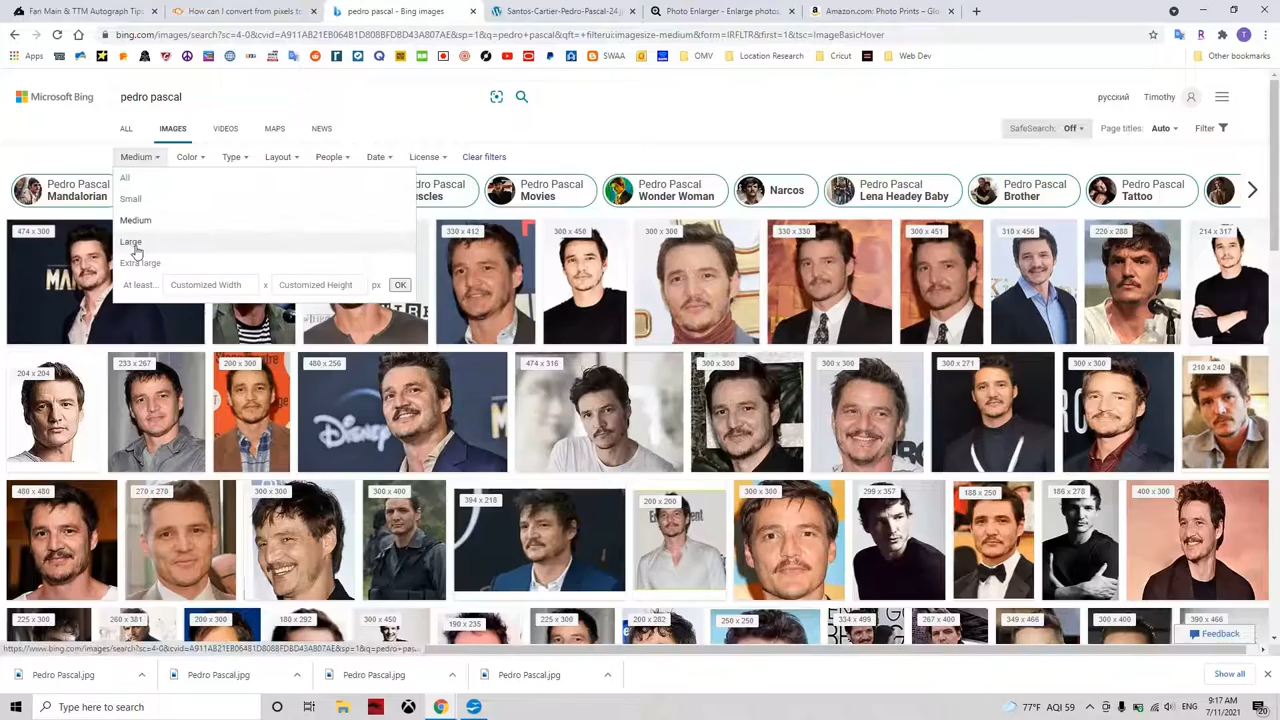 Fan Main & TTM Autograph Tips
How can I convert from pixels to
pedro pascal - Bing images
Santos-Cartier-Pedro-Pascal-24.j
Photo Enlarger - Enlarge photos
Amazon.com: Photo Prints – Glo
bing.com/images/search?sc=4-0&cvid=A911AB21EB064B1D808BFDBD43A807AE&sp=1&q=pedro+pascal&qft=+filterui:imagesize-medium&form=IRFLTR&first=1&tsc=ImageBasicHover
Apps
SWAA
OMV
Location Research
Cricut
Web Dev
Other bookmarks
Microsoft Bing
pedro pascal
русский
Timothy
ALL
IMAGES
VIDEOS
MAPS
NEWS
SafeSearch: Off
Page titles: Auto
Filter
Medium
Color
Type
Layout
People
Date
License
Clear filters
All
Small
Medium
Large
Extra large
At least...
Customized Width
x
Customized Height
px
OK
Pedro Pascal
Mandalorian
Pedro Pascal
Movies
Pedro Pascal
Wonder Woman
Narcos
Pedro Pascal
Lena Headey Baby
Pedro Pascal
Brother
Pedro Pascal
Tattoo
474 x 300
330 x 412
300 x 450
300 x 300
330 x 330
300 x 451
310 x 456
220 x 288
214 x 317
204 x 204
233 x 267
200 x 300
480 x 256
474 x 316
300 x 300
300 x 300
300 x 271
300 x 300
210 x 240
Disney
480 x 480
270 x 270
300 x 300
300 x 400
394 x 218
200 x 200
300 x 300
299 x 357
188 x 250
186 x 278
400 x 300
225 x 300
260 x 381
200 x 300
180 x 292
300 x 450
190 x 235
225 x 300
200 x 282
250 x 250
334 x 499
267 x 400
349 x 466
300 x 400
390 x 466
Feedback
Pedro Pascal.jpg
Pedro Pascal.jpg
Pedro Pascal.jpg
Pedro Pascal.jpg
Show all
Type here to search
77°F AQI 59
9:17 AM
7/11/2021
20